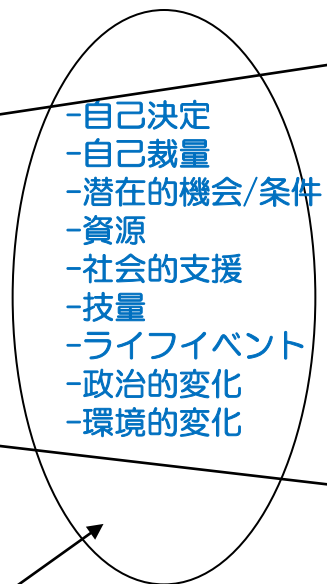 -自己決定
-自己裁量
-潜在的機会/条件
-資源
-社会的支援
-技量
-ライフイベント
-政治的変化
-環境的変化